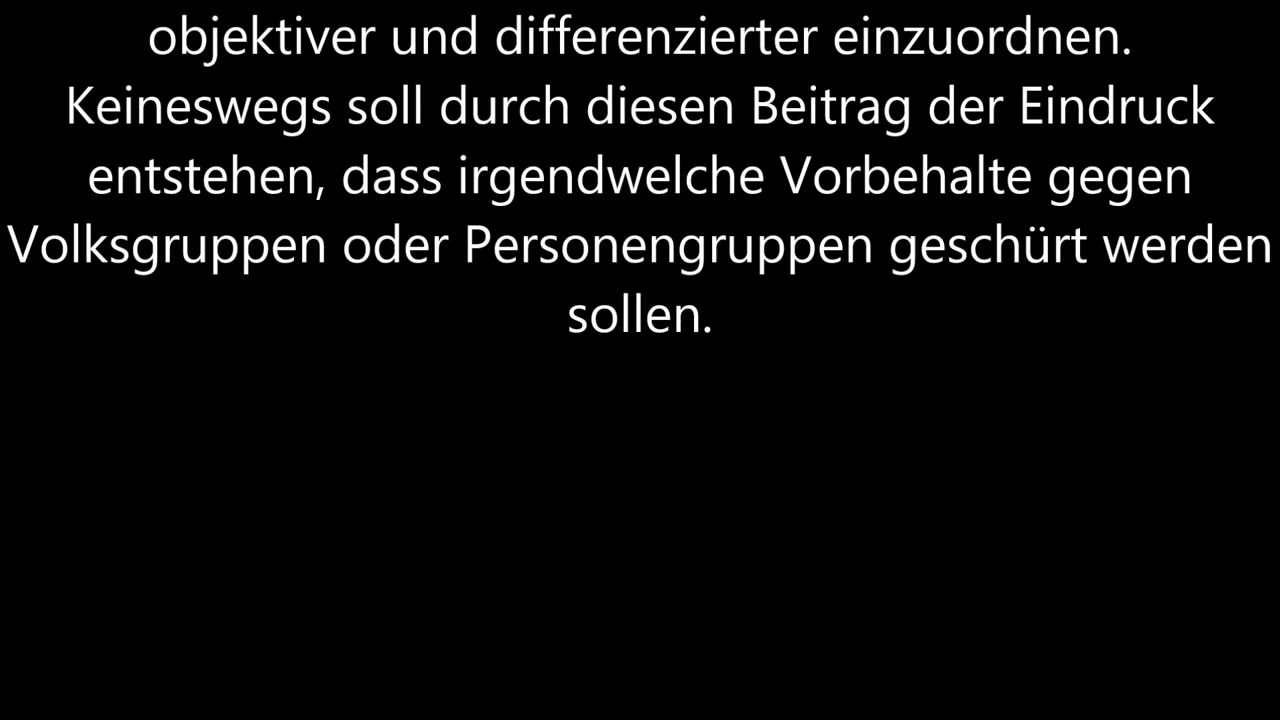 objektiver und differenzierter einzuordnen.
Keineswegs soll durch diesen Beitrag der Eindruck
entstehen, dass irgendwelche Vorbehalte gegen
Volksgruppen oder Personengruppen geschürt werden
sollen.